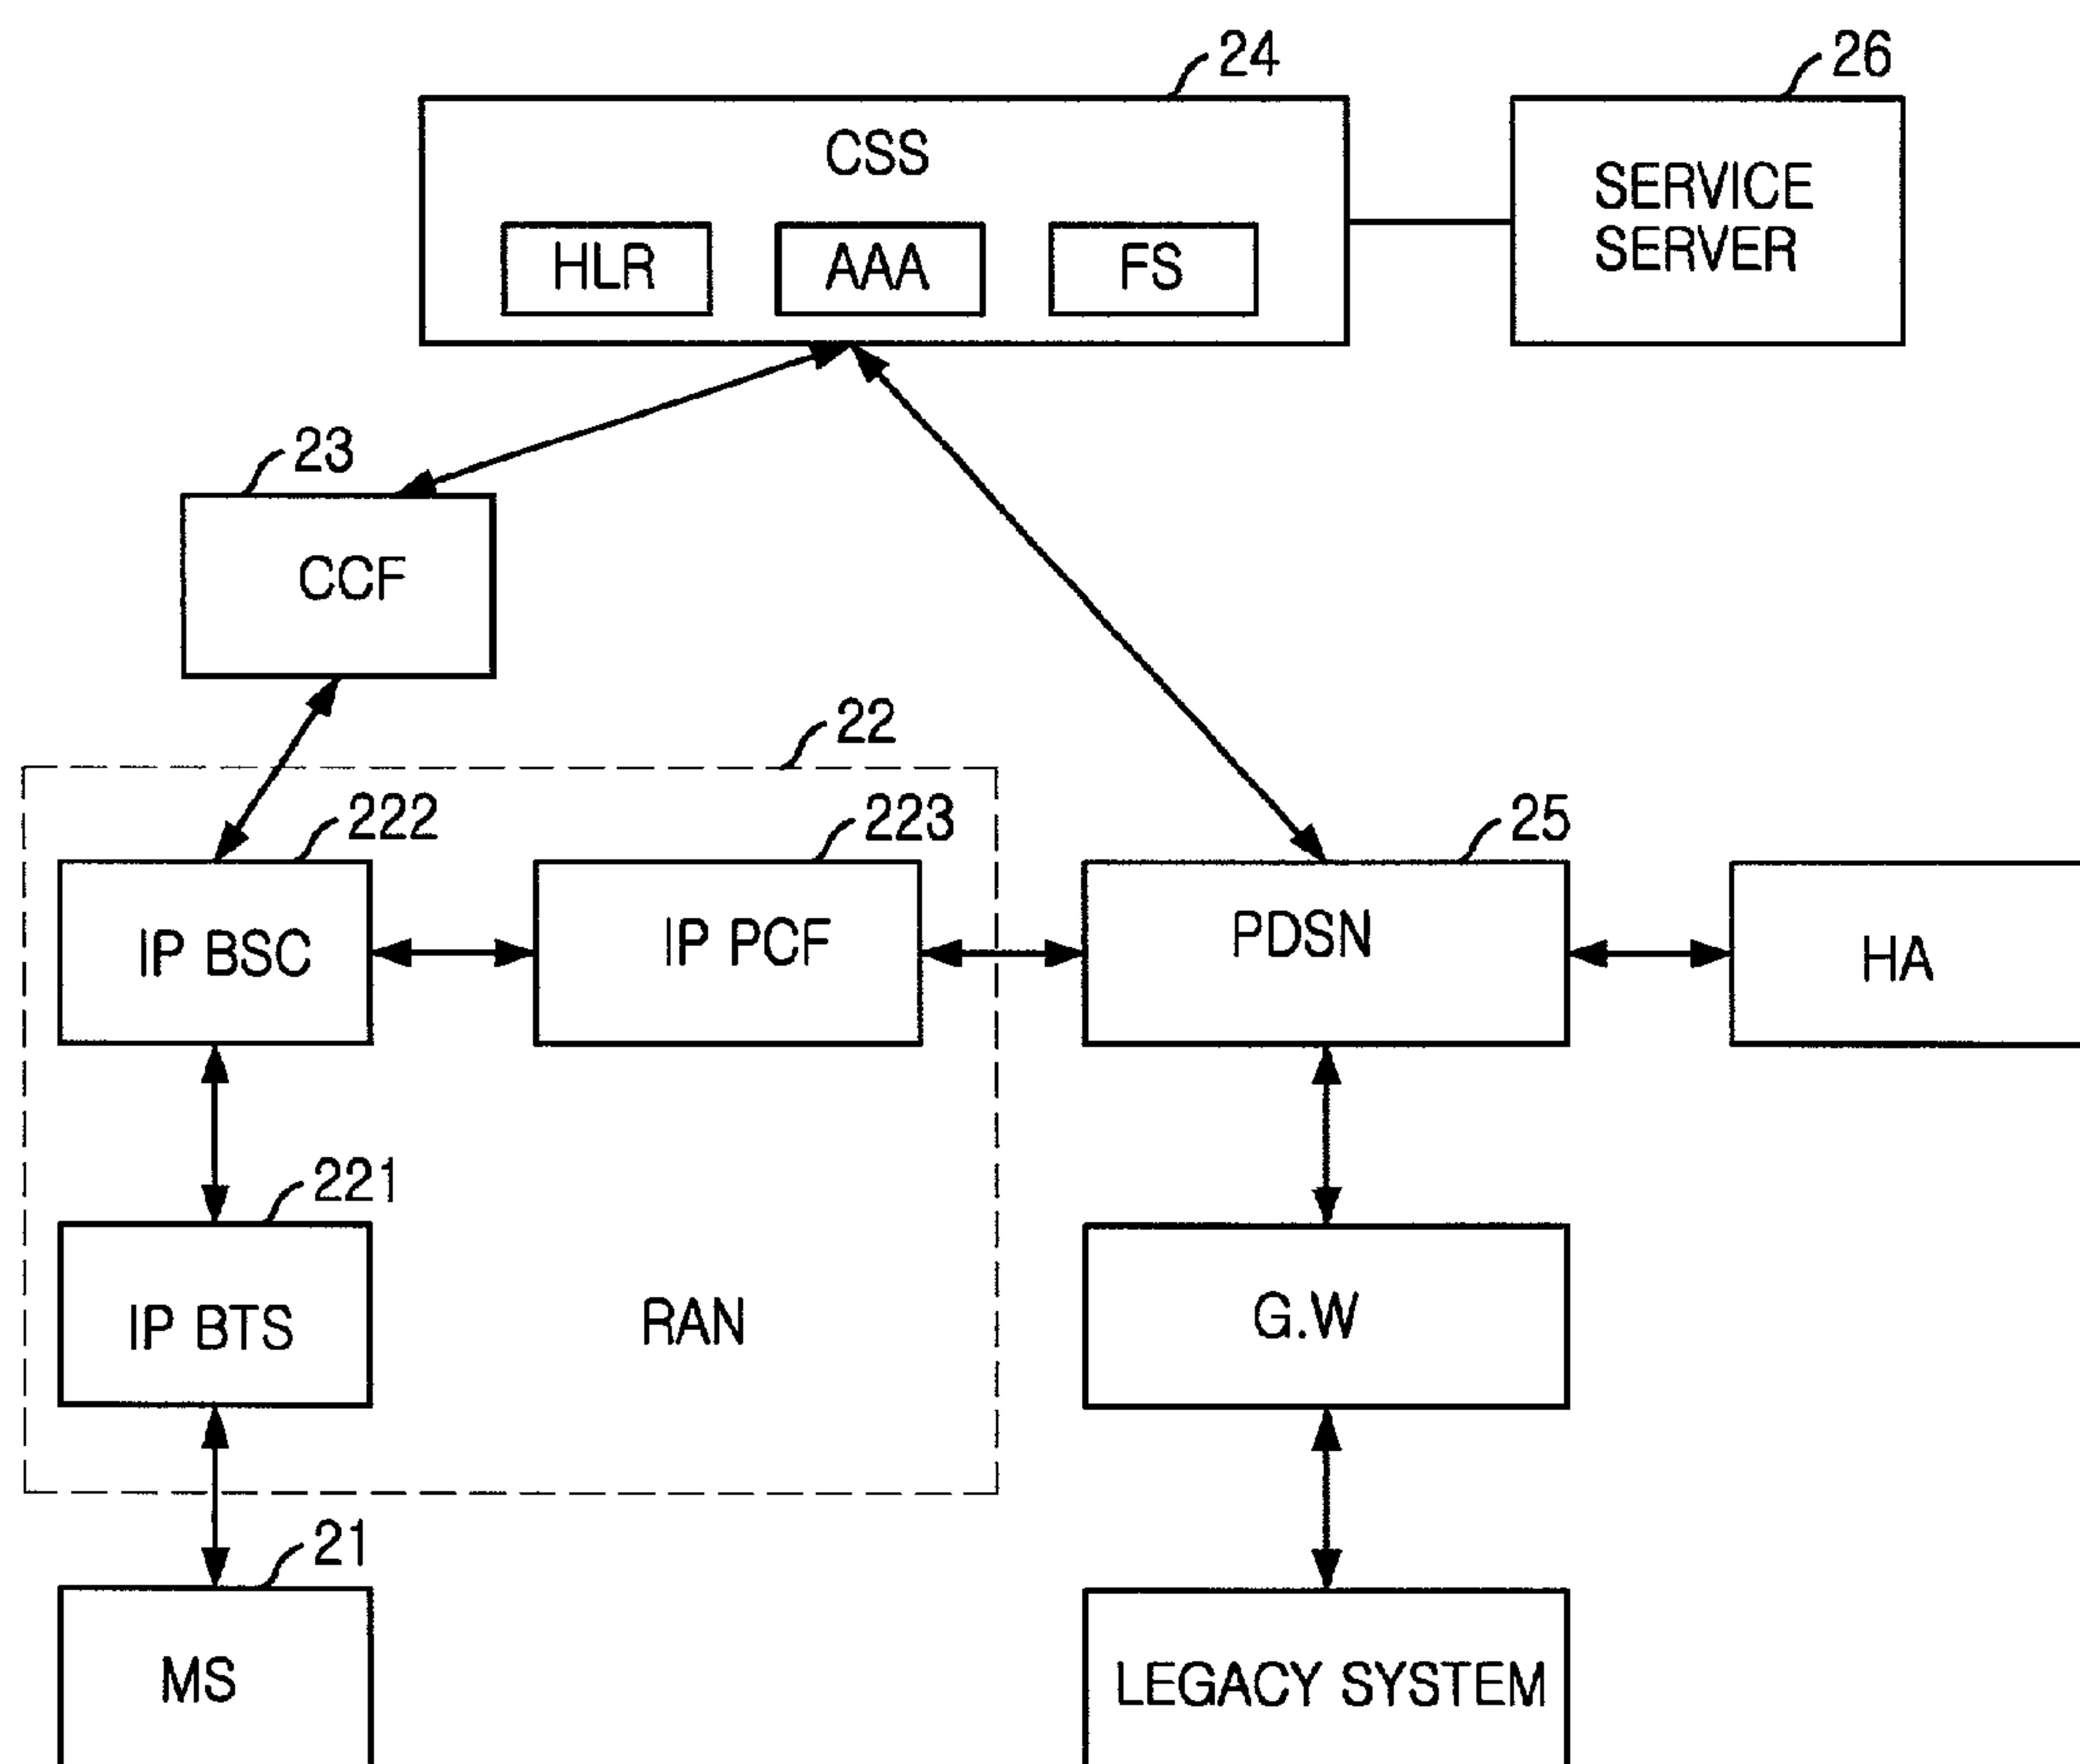 24
26
CSS
SERVICE
SERVER
HLR
AAA
FS
23
CCF
22
222
223
25
IP BSC
IP PCF
PDSN
HA
221
IP BTS
RAN
G.W
21
MS
LEGACY SYSTEM